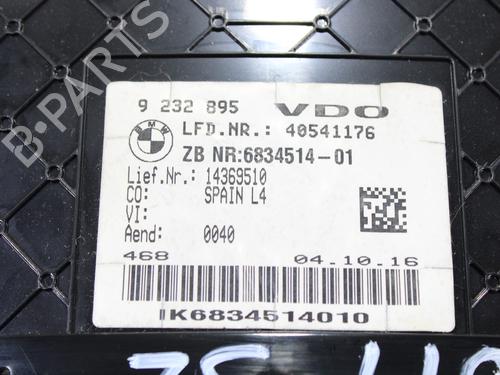 9 232 895 VDO
BMW LFD.NR.: 40541176
ZB NR:6834514-01
Lief.Nr.: 14369510
CO: SPAIN L4
VI:
Aend: 0040
468 04.10.16
IK6834514010